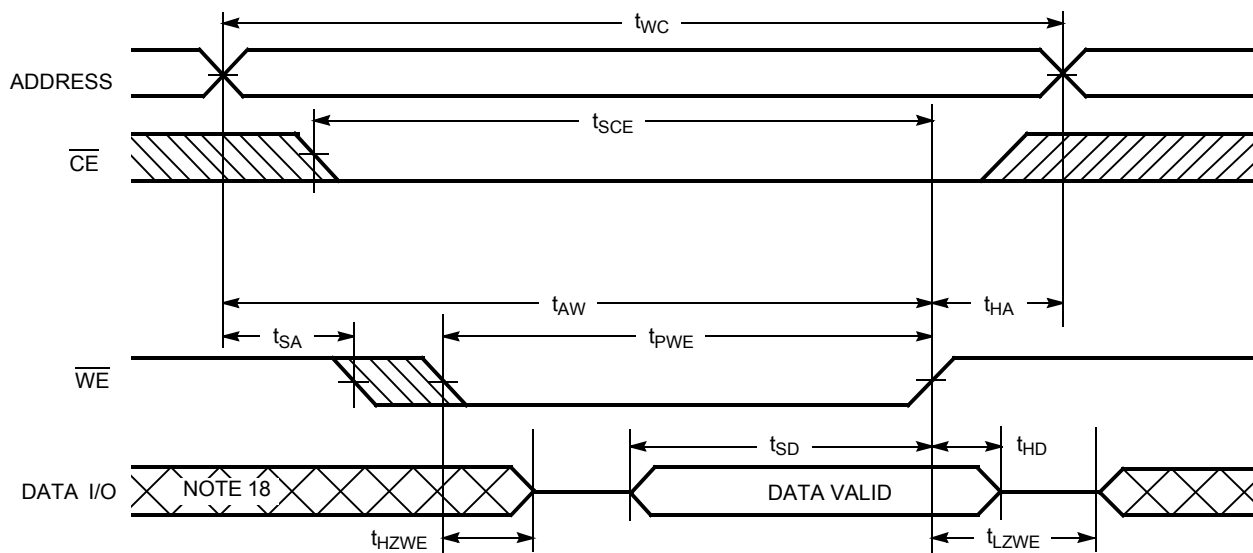 tWC
ADDRESS
tSCE
CE
tAW
tHA
tSA
tPWE
WE
tSD
tHD
DATA I/O
NOTE 18
DATA VALID
tHZWE
tLZWE